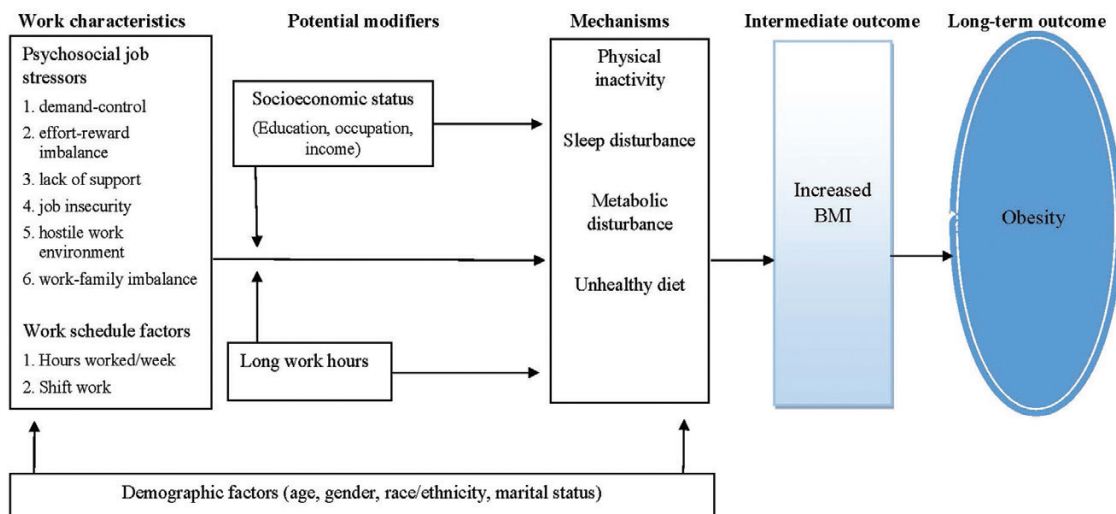 Work characteristics
Potential modifiers
Mechanisms
Intermediate outcome
Long-term outcome
Psychosocial job
stressors
1. demand-control
2. effort-reward
imbalance
3. lack of support
4. job insecurity
5. hostile work
environment
6. work-family imbalance
Work schedule factors
1. Hours worked/week
2. Shift work
Socioeconomic status
(Education, occupation,
income)
Long work hours
Physical
inactivity
Sleep disturbance
Metabolic
disturbance
Unhealthy diet
Increased
BMI
Obesity
Demographic factors (age, gender, race/ethnicity, marital status)